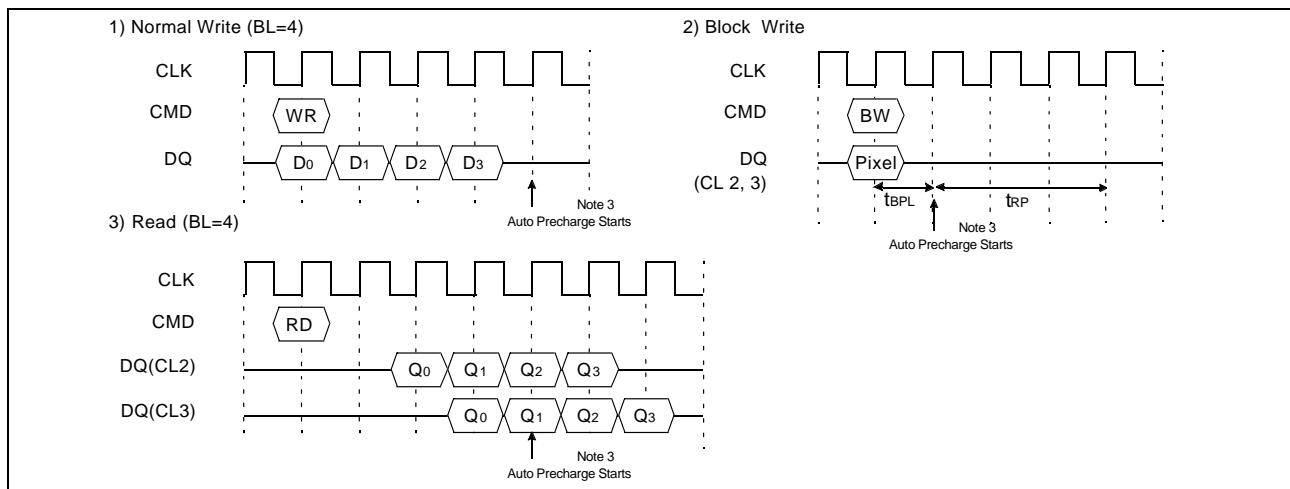 1) Normal Write (BL=4)
CLK
CMD
WR
DQ
D0 D1 D2 D3
Note 3
Auto Precharge Starts
2) Block Write
CLK
CMD
BW
DQ
(CL 2, 3)
Pixel
tBPL
tRP
Note 3
Auto Precharge Starts
3) Read (BL=4)
CLK
CMD
RD
DQ(CL2)
Q0 Q1 Q2 Q3
DQ(CL3)
Q0 Q1 Q2 Q3
Note 3
Auto Precharge Starts